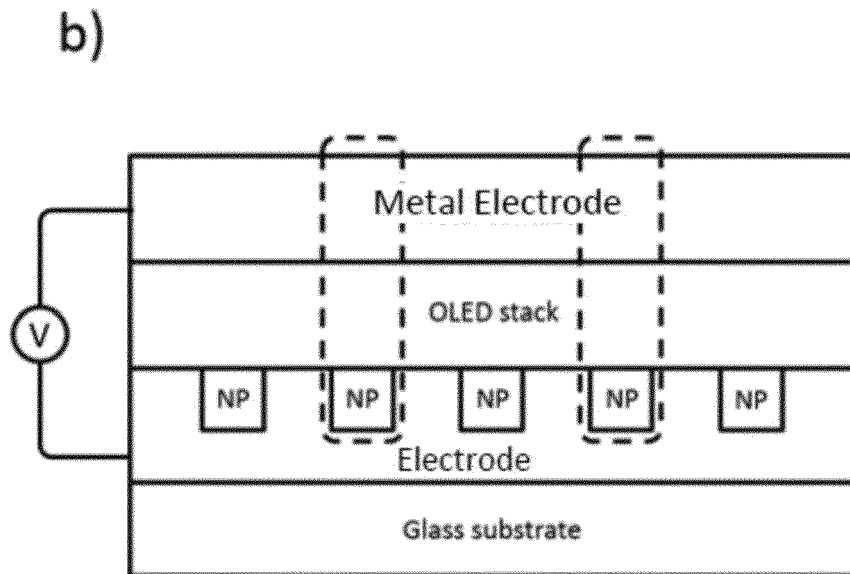 b)
Metal Electrode
OLED stack
V
NP NP NP NP NP
Electrode
Glass substrate